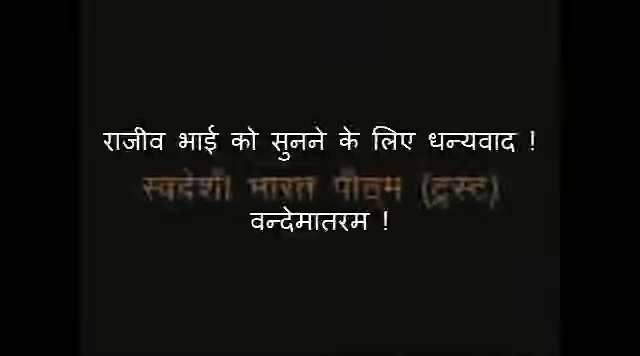 राजीव भाई को सुनने के लिए धन्यवाद !
स्वदेशी भारत पीठम (ट्रस्ट)
वन्देमातरम !